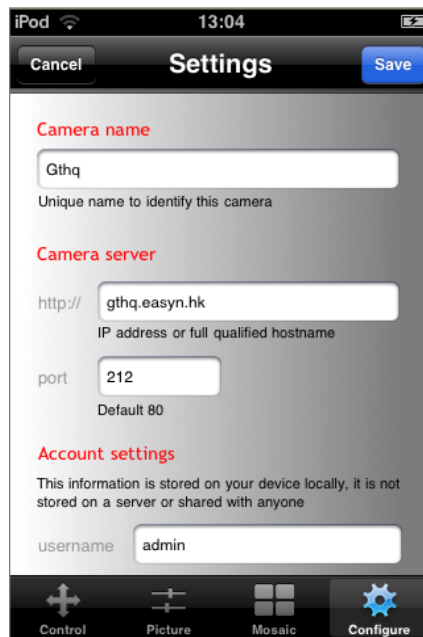 iPod 13:04
Cancel Settings Save
Camera name
Gthq
Unique name to identify this camera
Camera server
http:// gthq.easyn.hk
IP address or full qualified hostname
port 212
Default 80
Account settings
This information is stored on your device locally, it is not
stored on a server or shared with anyone
username admin
Control Picture Mosaic Configure